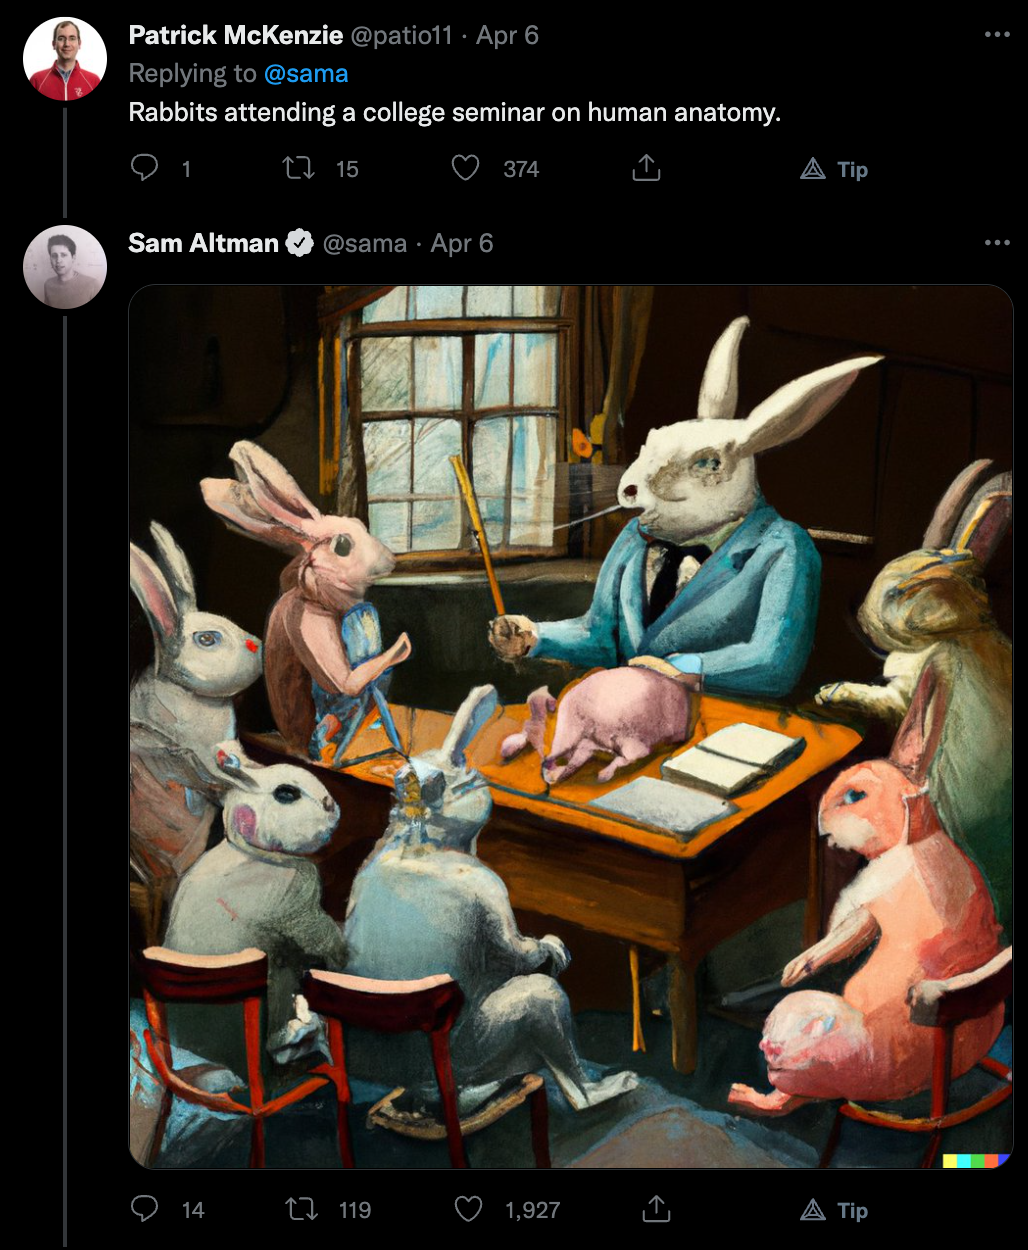 Patrick McKenzie @patio11 · Apr 6
Replying to @sama
Rabbits attending a college seminar on human anatomy.
1 15 374 Tip
Sam Altman @sama · Apr 6
14 119 1,927 Tip